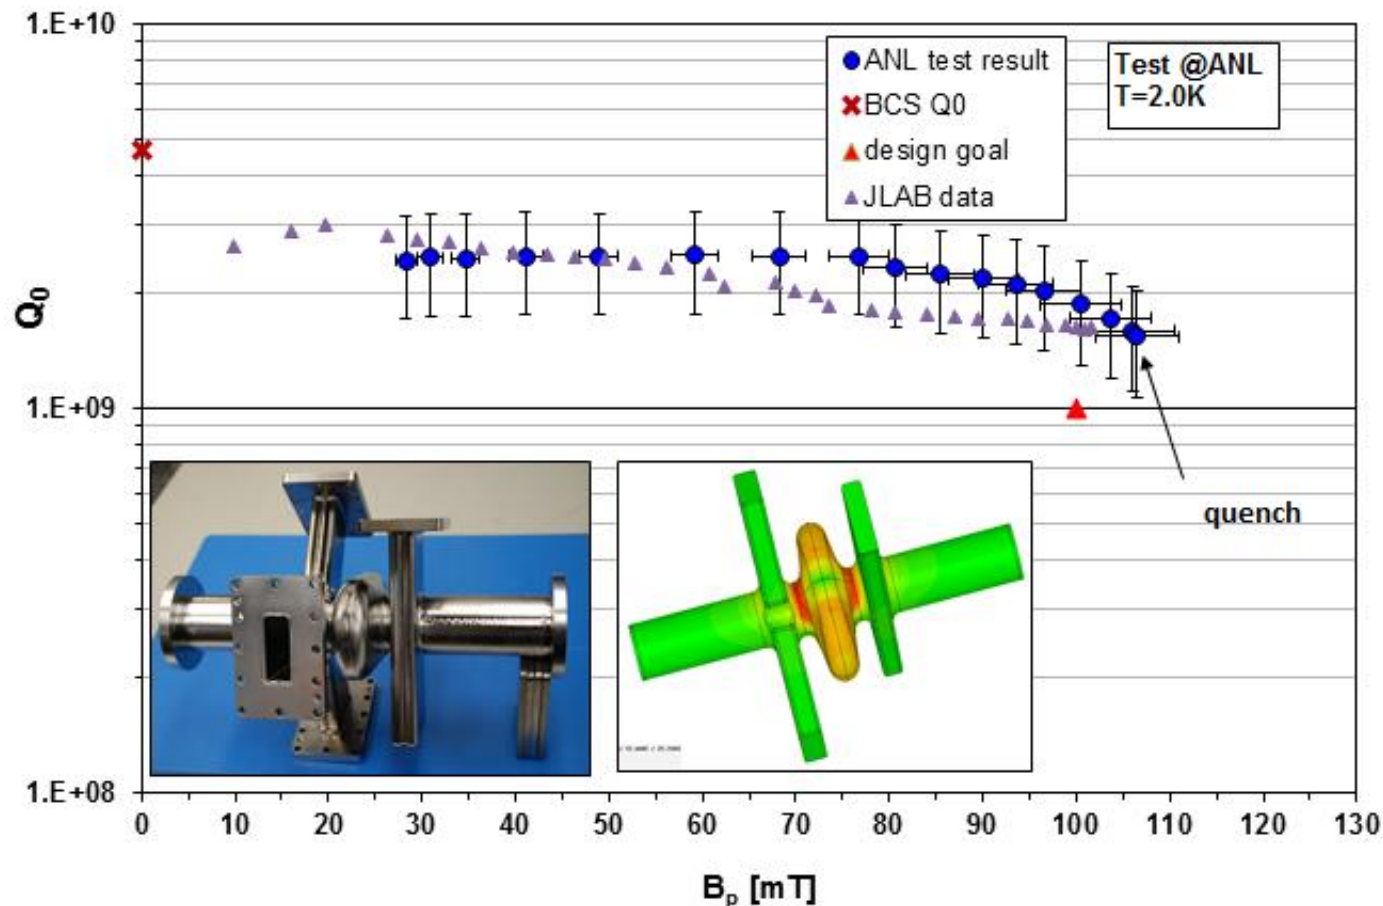 1.E+10
ANL test result
BCS Q0
design goal
JLAB data
Test @ANL
T=2.0K
Q₀
1.E+09
quench
1.E+08
0 10 20 30 40 50 60 70 80 90 100 110 120 130
Bₚ [mT]